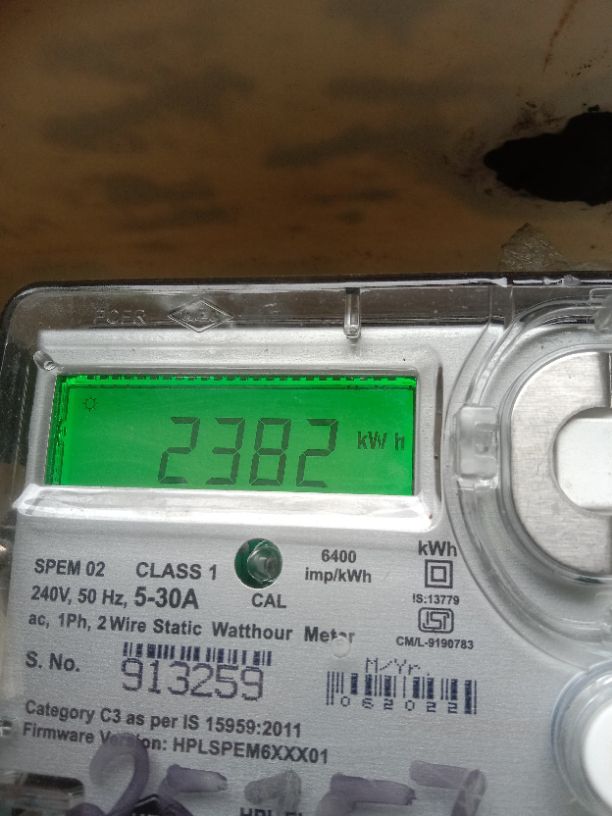 2382 kW h
SPEM 02 CLASS 1 6400 imp/kWh kWh
240V, 50 Hz, 5-30A CAL IS:13779
ac, 1Ph, 2 Wire Static Watthour Meter CM/L-9190783
S. No. 913259
M/Yr.
062022
Category C3 as per IS 15959:2011
Firmware Version: HPLSPEM6XXX01